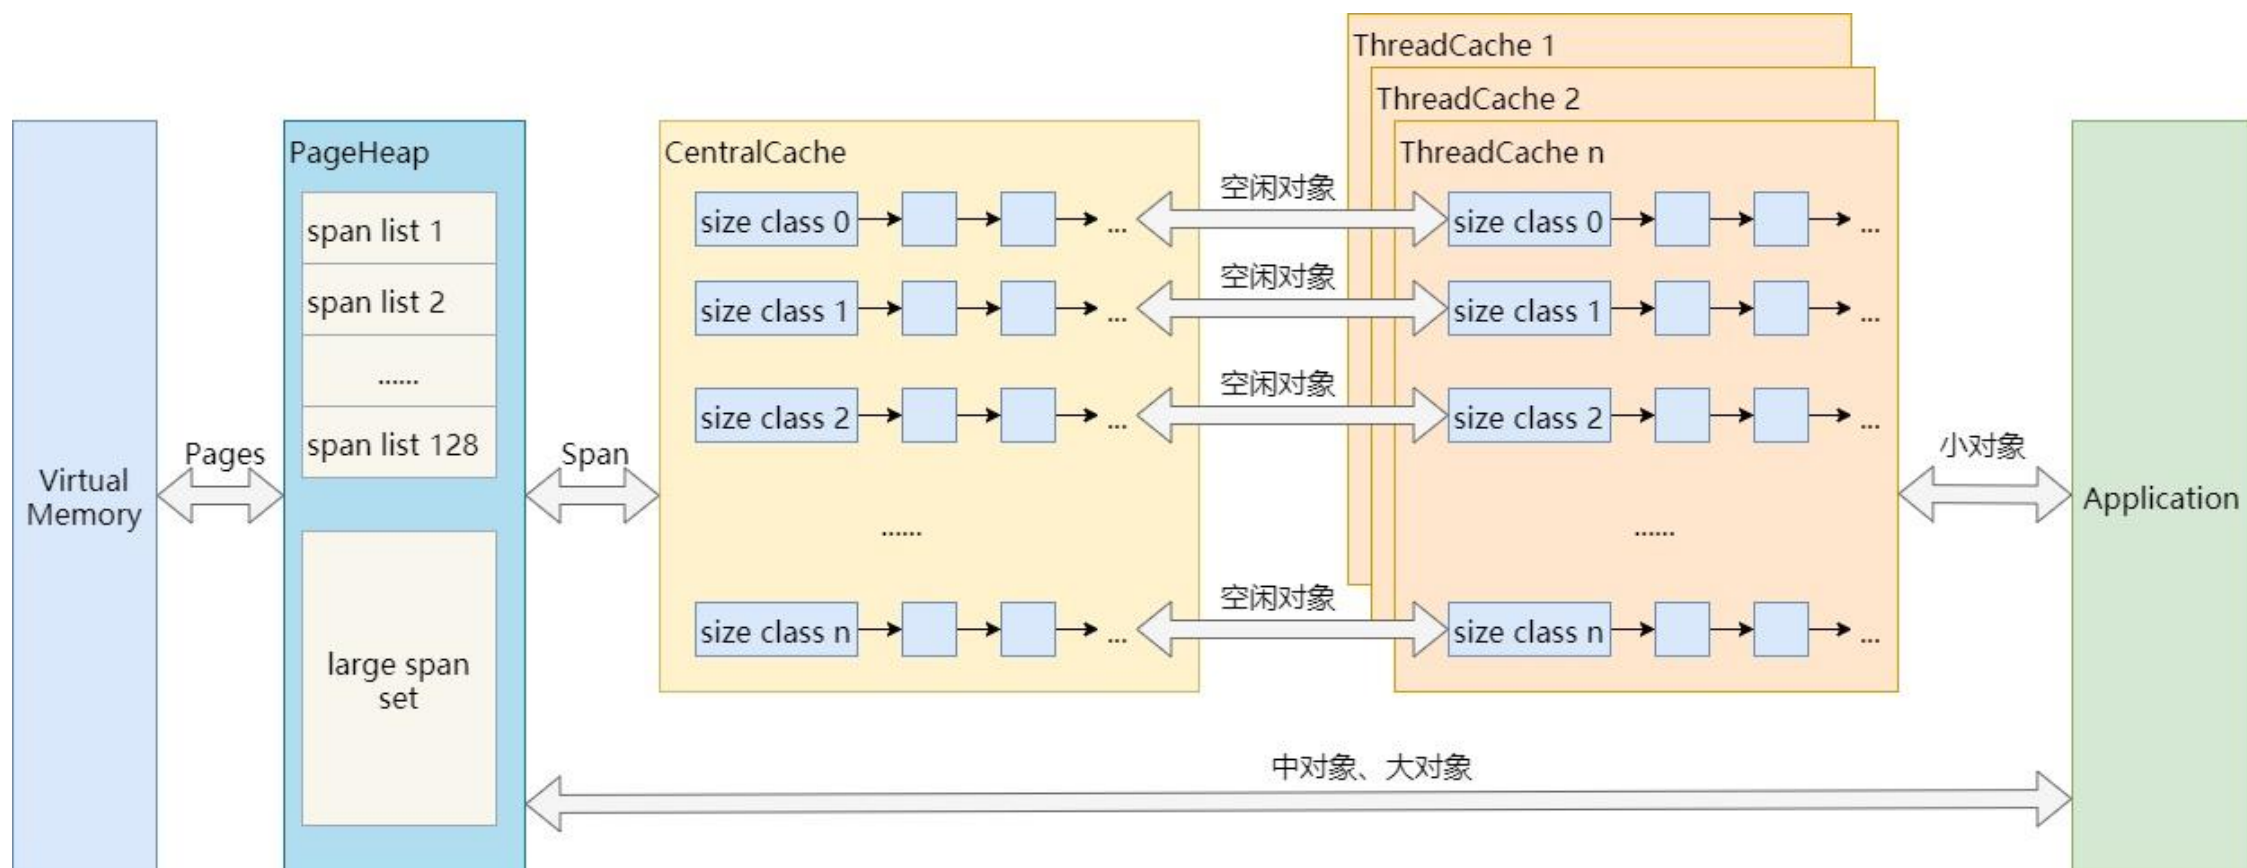 ThreadCache 1
ThreadCache 2
PageHeap
CentralCache
ThreadCache n
span list 1
span list 2
......
span list 128
large span
set
Virtual
Memory
Pages
Span
size class 0
...
size class 1
...
size class 2
...
......
size class n
...
空闲对象
空闲对象
空闲对象
空闲对象
size class 0
...
size class 1
...
size class 2
...
......
size class n
...
小对象
Application
中对象、大对象